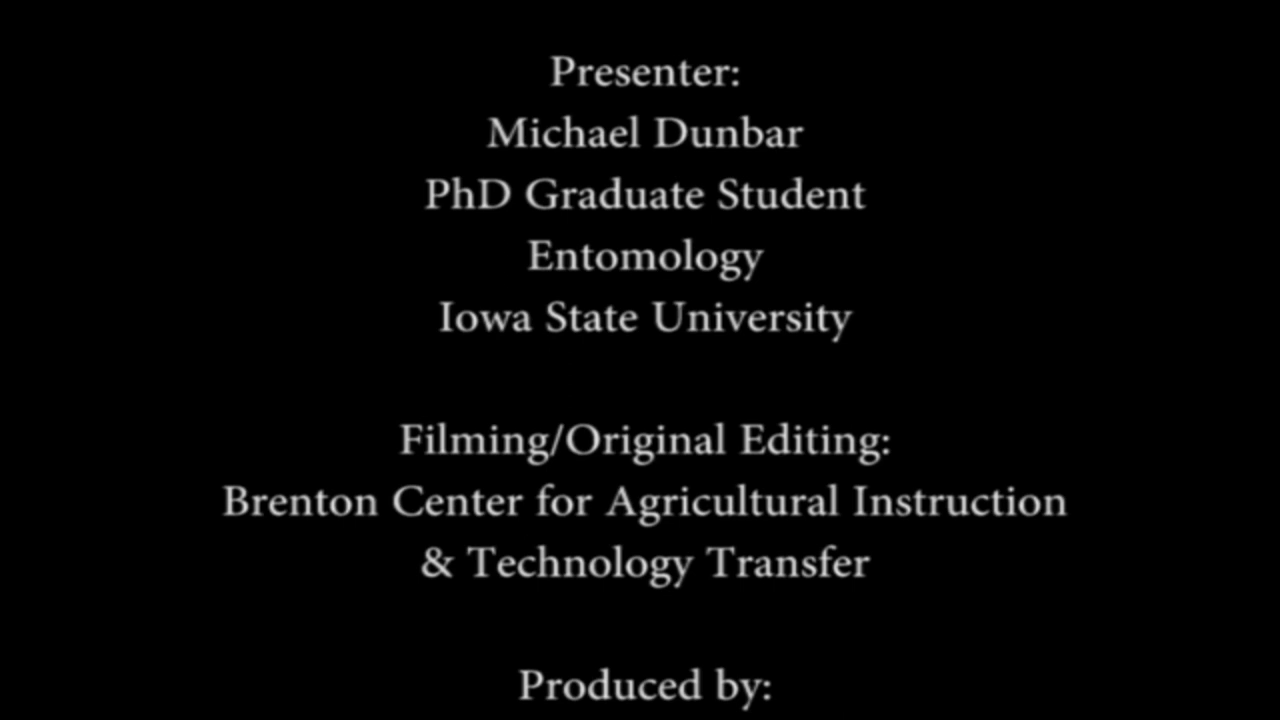 Presenter:
Michael Dunbar
PhD Graduate Student
Entomology
Iowa State University
Filming/Original Editing:
Brenton Center for Agricultural Instruction
& Technology Transfer
Produced by: